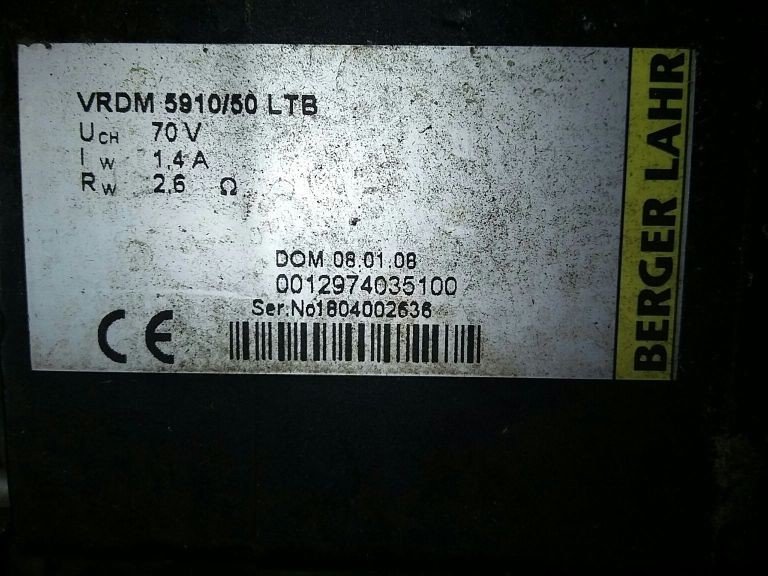 VRDM 5910/50 LTB
UCH 70 V
IW 1,4 A
RW 2,6 Ω
DOM 08.01.08
0012974035100
Ser.No1804002636
CE
BERGER LAHR